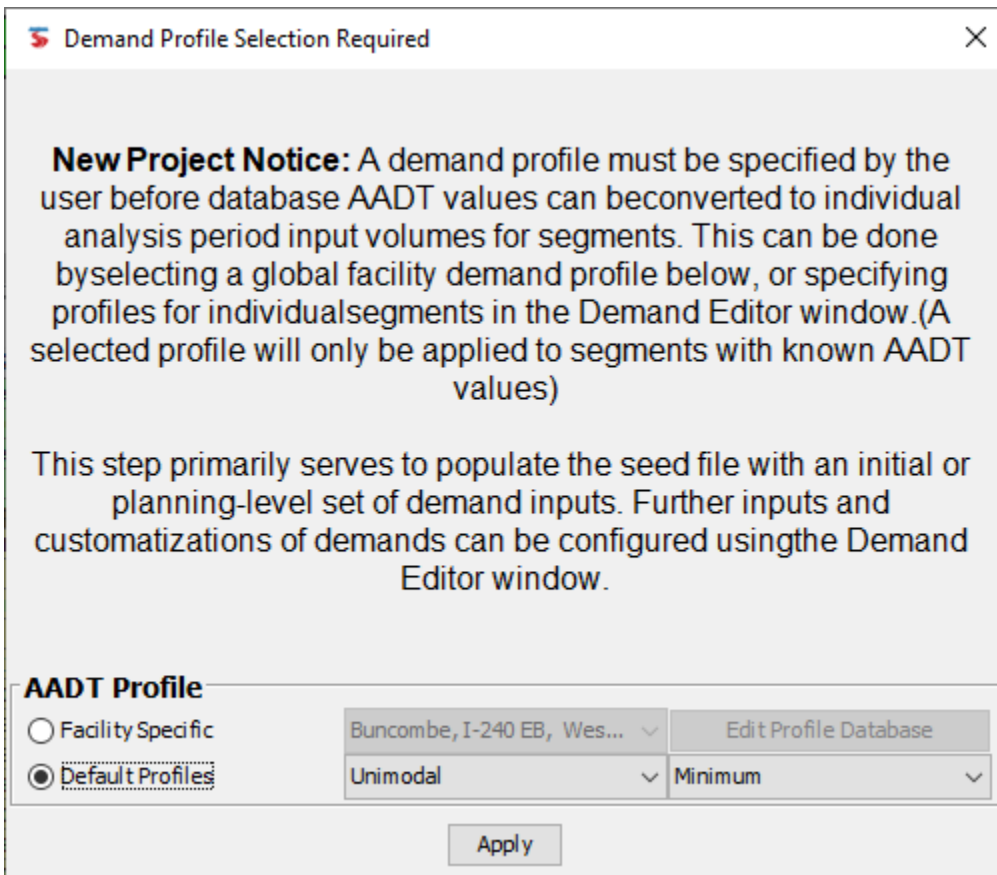 Demand Profile Selection Required
New Project Notice: A demand profile must be specified by the
user before database AADT values can beconverted to individual
analysis period input volumes for segments. This can be done
byselecting a global facility demand profile below, or specifying
profiles for individualsegments in the Demand Editor window.(A
selected profile will only be applied to segments with known AADT
values)
This step primarily serves to populate the seed file with an initial or
planning-level set of demand inputs. Further inputs and
customatizations of demands can be configured usingthe Demand
Editor window.
AADT Profile
Facility Specific Buncombe, I-240 EB, Wes... Edit Profile Database
Default Profiles Unimodal Minimum
Apply